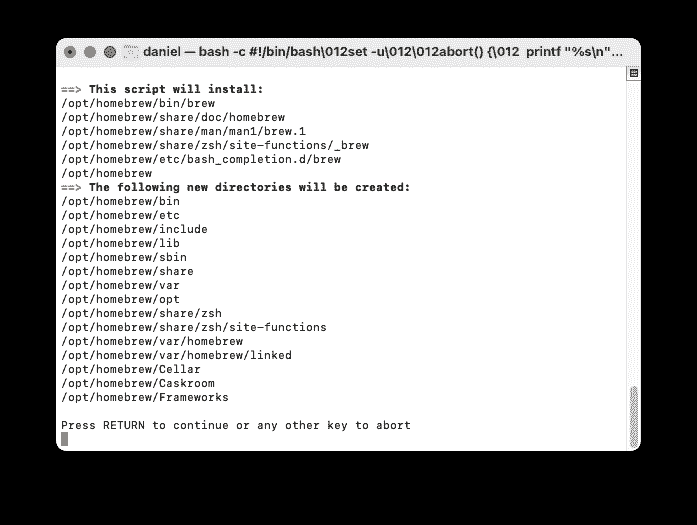 daniel — bash -c #!/bin/bash\012set -u\012\012abort() {\012  printf "%s\n"...
==> This script will install:
/opt/homebrew/bin/brew
/opt/homebrew/share/doc/homebrew
/opt/homebrew/share/man/man1/brew.1
/opt/homebrew/share/zsh/site-functions/_brew
/opt/homebrew/etc/bash_completion.d/brew
/opt/homebrew
==> The following new directories will be created:
/opt/homebrew/bin
/opt/homebrew/etc
/opt/homebrew/include
/opt/homebrew/lib
/opt/homebrew/sbin
/opt/homebrew/share
/opt/homebrew/var
/opt/homebrew/opt
/opt/homebrew/share/zsh
/opt/homebrew/share/zsh/site-functions
/opt/homebrew/var/homebrew
/opt/homebrew/var/homebrew/linked
/opt/homebrew/Cellar
/opt/homebrew/Caskroom
/opt/homebrew/Frameworks
Press RETURN to continue or any other key to abort